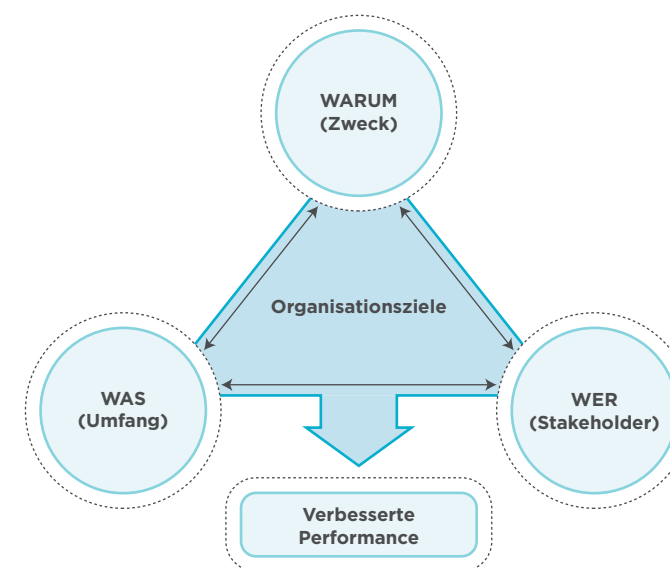 WARUM
(Zweck)
Organisationsziele
WAS
(Umfang)
WER
(Stakeholder)
Verbesserte
Performance